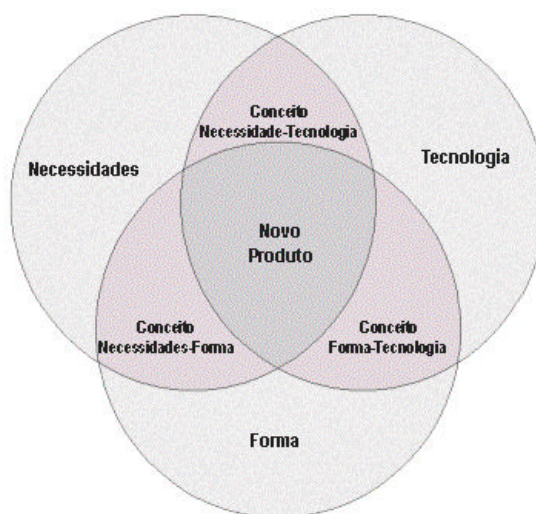 Conceito
Necessidade-Tecnologia
Necessidades
Tecnologia
Novo
Produto
Conceito
Necessidades-Forma
Conceito
Forma-Tecnologia
Forma